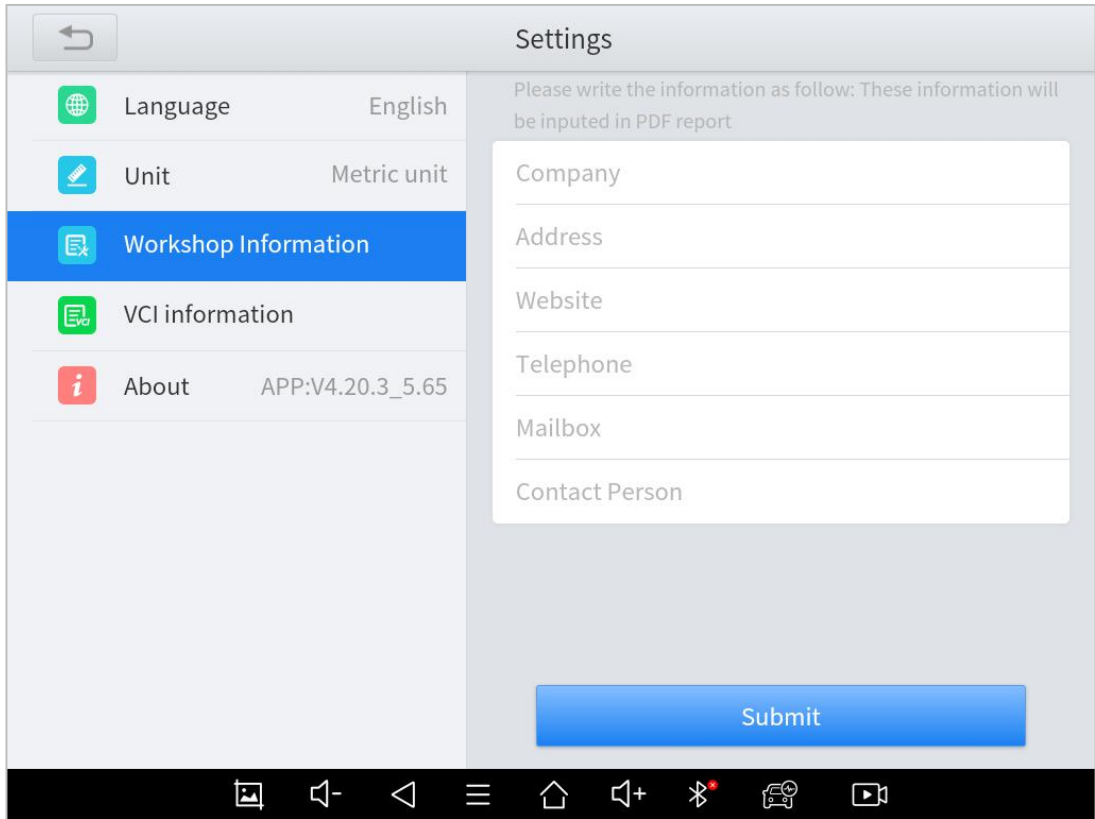 Settings
Language English
Unit Metric unit
Workshop Information
VCI information
About APP:V4.20.3_5.65
Please write the information as follow: These information will
be inputed in PDF report
Company
Address
Website
Telephone
Mailbox
Contact Person
Submit